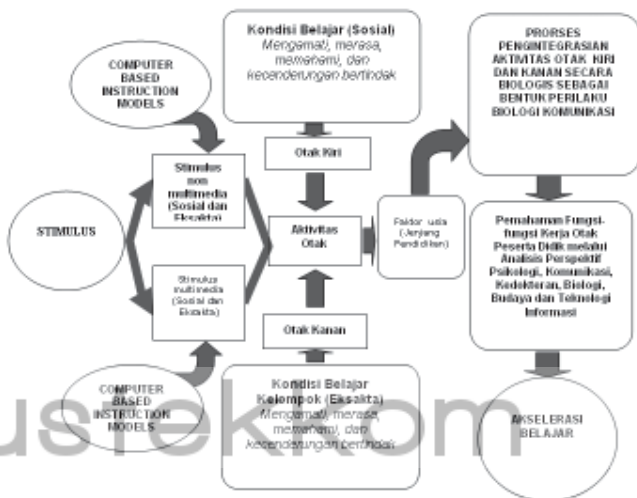 COMPUTER
BASED
INSTRUCTION
MODELS
Kondisi Belajar (Sosial)
Mengamati, merasa,
memahami, dan
kecenderungan bertindak
PRORSES
PENGINTEGRASIAN
AKTIVITAS OTAK KIRI
DAN KANAN SECARA
BIOLOGIS SEBAGAI
BENTUK PERILAKU
BIOLOGI KOMUNIKASI
Otak Kiri
Stimulus
non
multimedia
(Sosial dan
Eksakta)
STIMULUS
Aktivitas
Otak
Faktor usia
(Jenjang
Pendidikan)
Pemahaman Fungsi-
fungsi Kerja Otak
Peserta Didik melalui
Analisis Perspektif
Psikologi, Komunikasi,
Kedokteran, Biologi,
Budaya dan Teknologi
Informasi
Stimulus
multimedia
(Sosial dan
Eksakta)
Otak Kanan
COMPUTER
BASED
INSTRUCTION
MODELS
Kondisi Belajar
Kelempok (Eksakta)
Mengamati, merasa,
memahami, dan
kecenderungan bertindak
AKSELERASI
BELAJAR
ustek.com